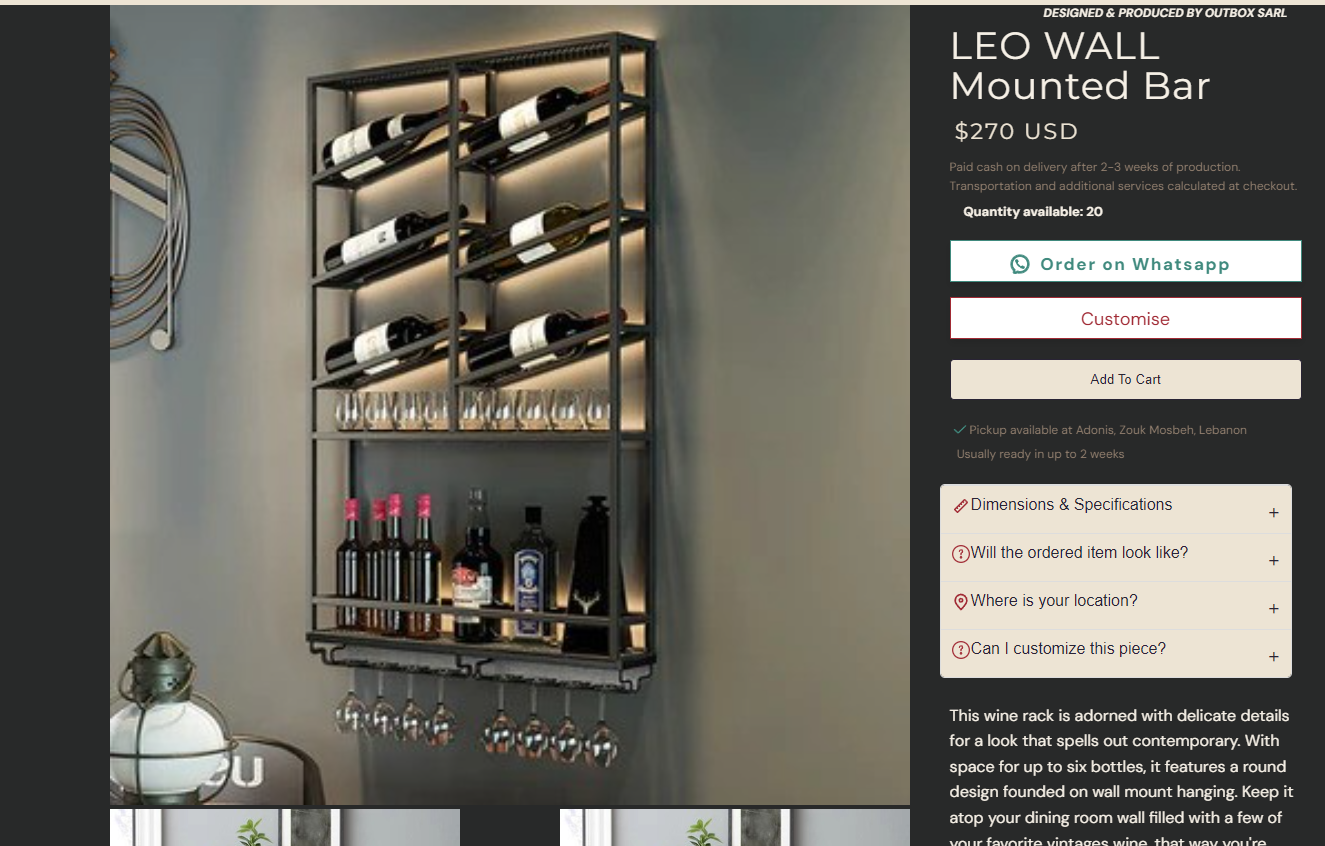 DESIGNED & PRODUCED BY OUTBOX SARL
LEO WALL
Mounted Bar
$270 USD
Paid cash on delivery after 2-3 weeks of production.
Transportation and additional services calculated at checkout.
Quantity available: 20
Order on Whatsapp
Customise
Add To Cart
Pickup available at Adonis, Zouk Mosbeh, Lebanon
Usually ready in up to 2 weeks
Dimensions & Specifications
+
Will the ordered item look like?
+
Where is your location?
+
Can I customize this piece?
+
This wine rack is adorned with delicate details
for a look that spells out contemporary. With
space for up to six bottles, it features a round
design founded on wall mount hanging. Keep it
atop your dining room wall filled with a few of
your favorite vintages wine, that way you're